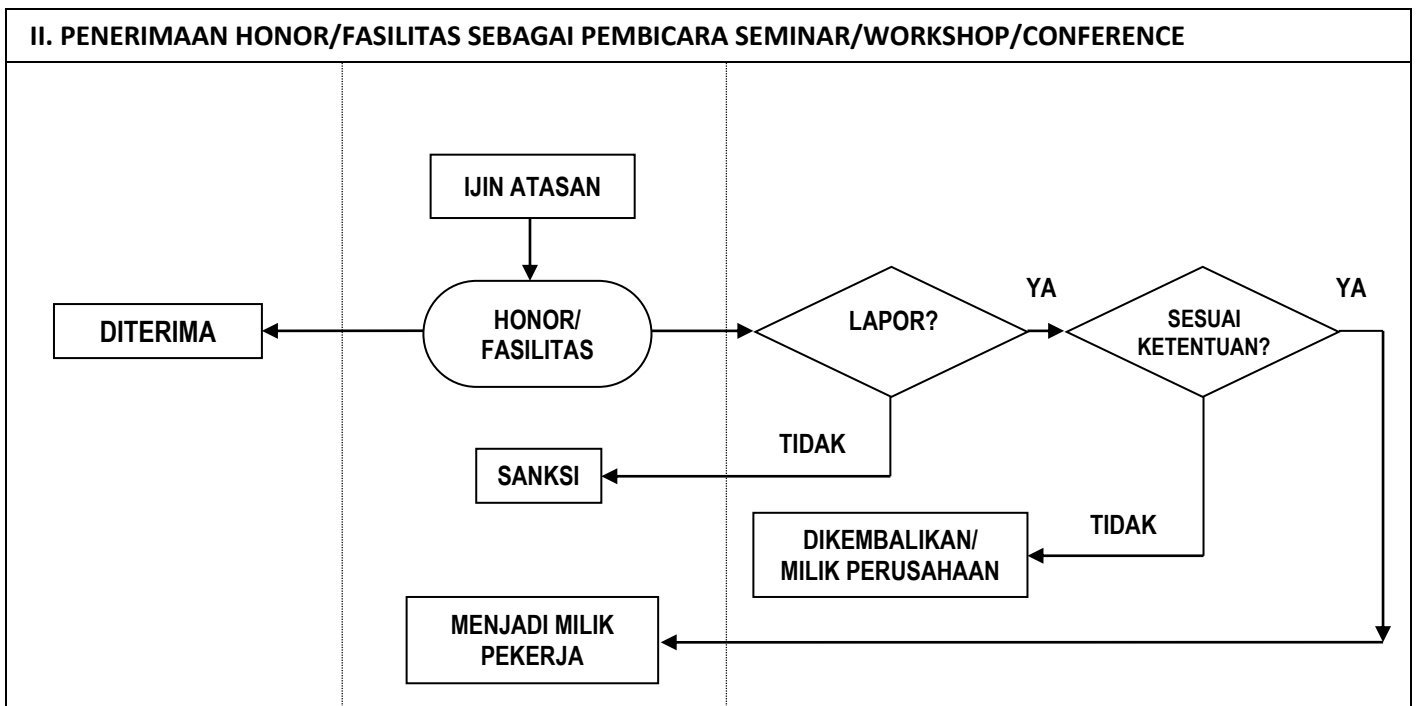 II. PENERIMAAN HONOR/FASILITAS SEBAGAI PEMBICARA SEMINAR/WORKSHOP/CONFERENCE
IJIN ATASAN
DITERIMA
HONOR/
FASILITAS
LAPOR?
YA
SESUAI
KETENTUAN?
YA
TIDAK
SANKSI
TIDAK
DIKEMBALIKAN/
MILIK PERUSAHAAN
MENJADI MILIK
PEKERJA